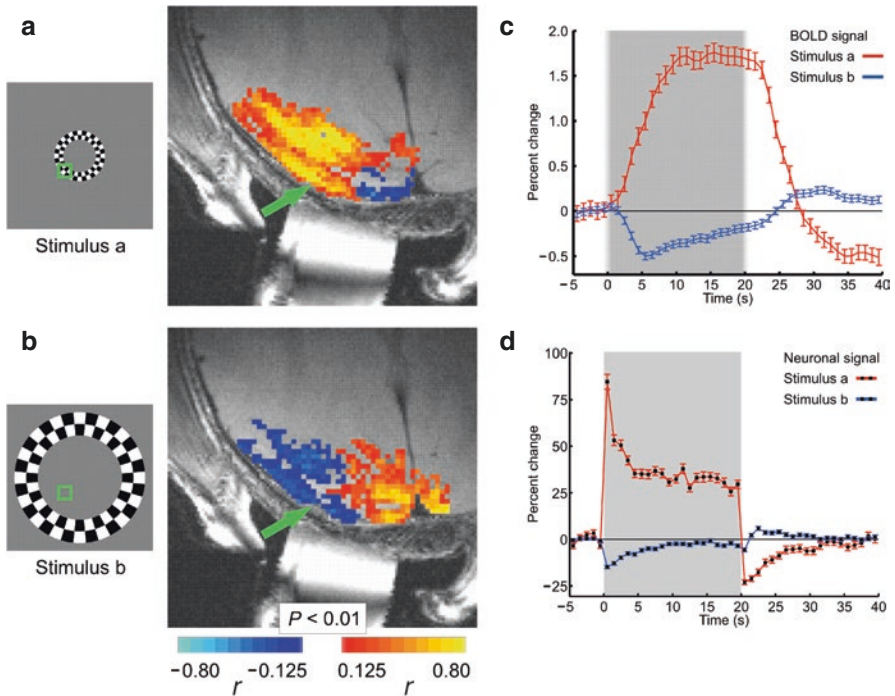 a
Stimulus a
b
Stimulus b
P < 0.01
−0.80 −0.125 0.125 0.80
r r
c
BOLD signal
Stimulus a
Stimulus b
Percent change
2.0
1.5
1.0
0.5
0
−0.5
−5 0 5 10 15 20 25 30 35 40
Time (s)
d
Neuronal signal
Stimulus a
Stimulus b
Percent change
100
75
50
25
0
−25
−5 0 5 10 15 20 25 30 35 40
Time (s)